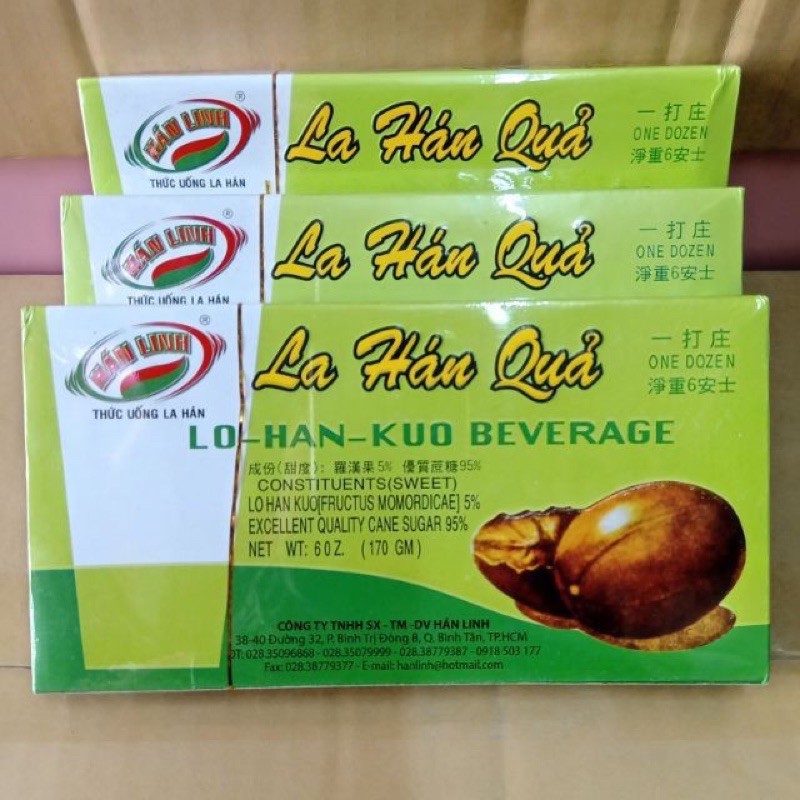 HÁN LINH ®
THỨC UỐNG LA HÁN
La Hán Quả
一打庄
ONE DOZEN
淨重6安士
HÁN LINH ®
THỨC UỐNG LA HÁN
La Hán Quả
一打庄
ONE DOZEN
淨重6安士
HÁN LINH ®
THỨC UỐNG LA HÁN
La Hán Quả
一打庄
ONE DOZEN
淨重6安士
LO-HAN-KUO BEVERAGE
成份(甜度): 羅漢果5% 優質蔗糖95%
CONSTITUENTS(SWEET)
LO HAN KUO[FRUCTUS MOMORDICAE] 5%
EXCELLENT QUALITY CANE SUGAR 95%
NET WT: 6 OZ. (170 GM)
CÔNG TY TNHH SX - TM -DV HÁN LINH
38-40 Đường 32, P. Bình Trị Đông B, Q. Bình Tân, TP.HCM
ĐT: 028.35096868 - 028.35079999 - 028.38779387 - 0918 503 177
Fax: 028.38779377 - E-mail: hanlinh@hotmail.com